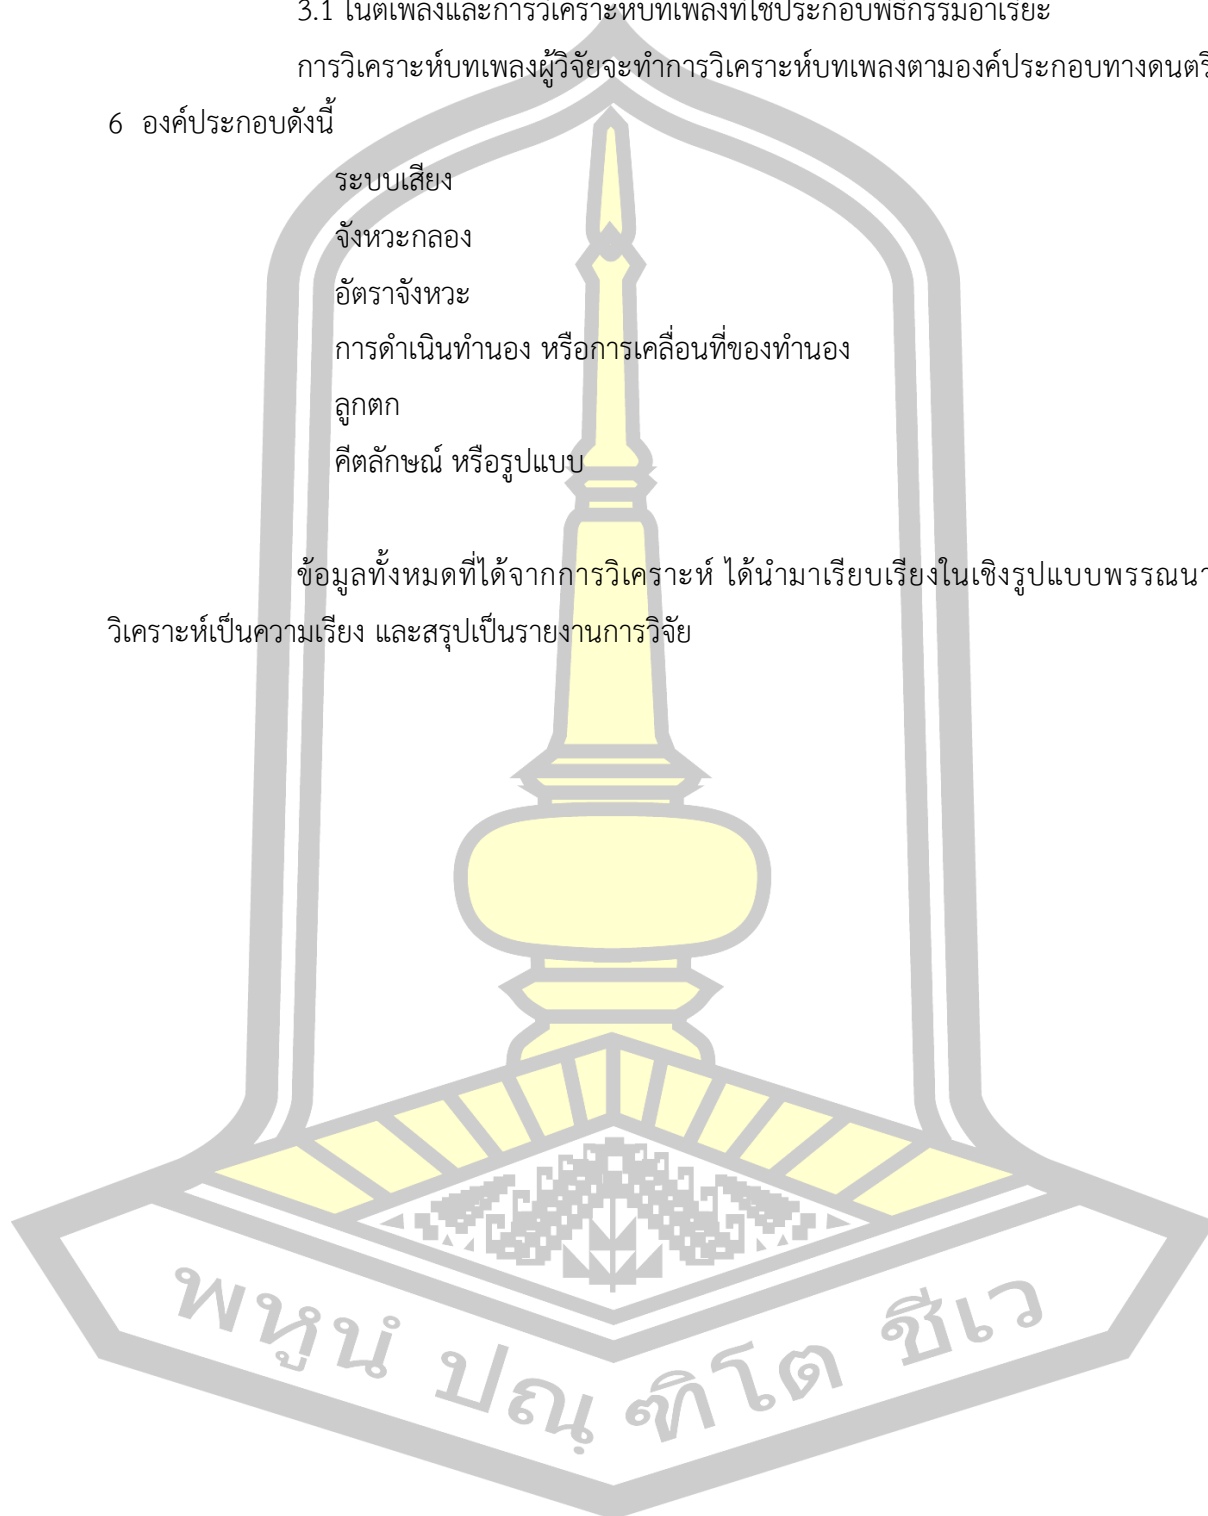 3.1 โน้ตเพลงและการวิเคราะห์บทเพลงที่ใช้ประกอบพิธีกรรมอาเรียะ
การวิเคราะห์บทเพลงผู้วิจัยจะทำการวิเคราะห์บทเพลงตามองค์ประกอบทางดนตรี
6 องค์ประกอบดังนี้
ระบบเสียง
จังหวะกลอง
อัตราจังหวะ
การดำเนินทำนอง หรือการเคลื่อนที่ของทำนอง
ลูกตก
คีตลักษณ์ หรือรูปแบบ
ข้อมูลทั้งหมดที่ได้จากการวิเคราะห์ ได้นำมาเรียบเรียงในเชิงรูปแบบพรรณนา
วิเคราะห์เป็นความเรียง และสรุปเป็นรายงานการวิจัย
พหูนํ ปณฺฑิโต ชีเว